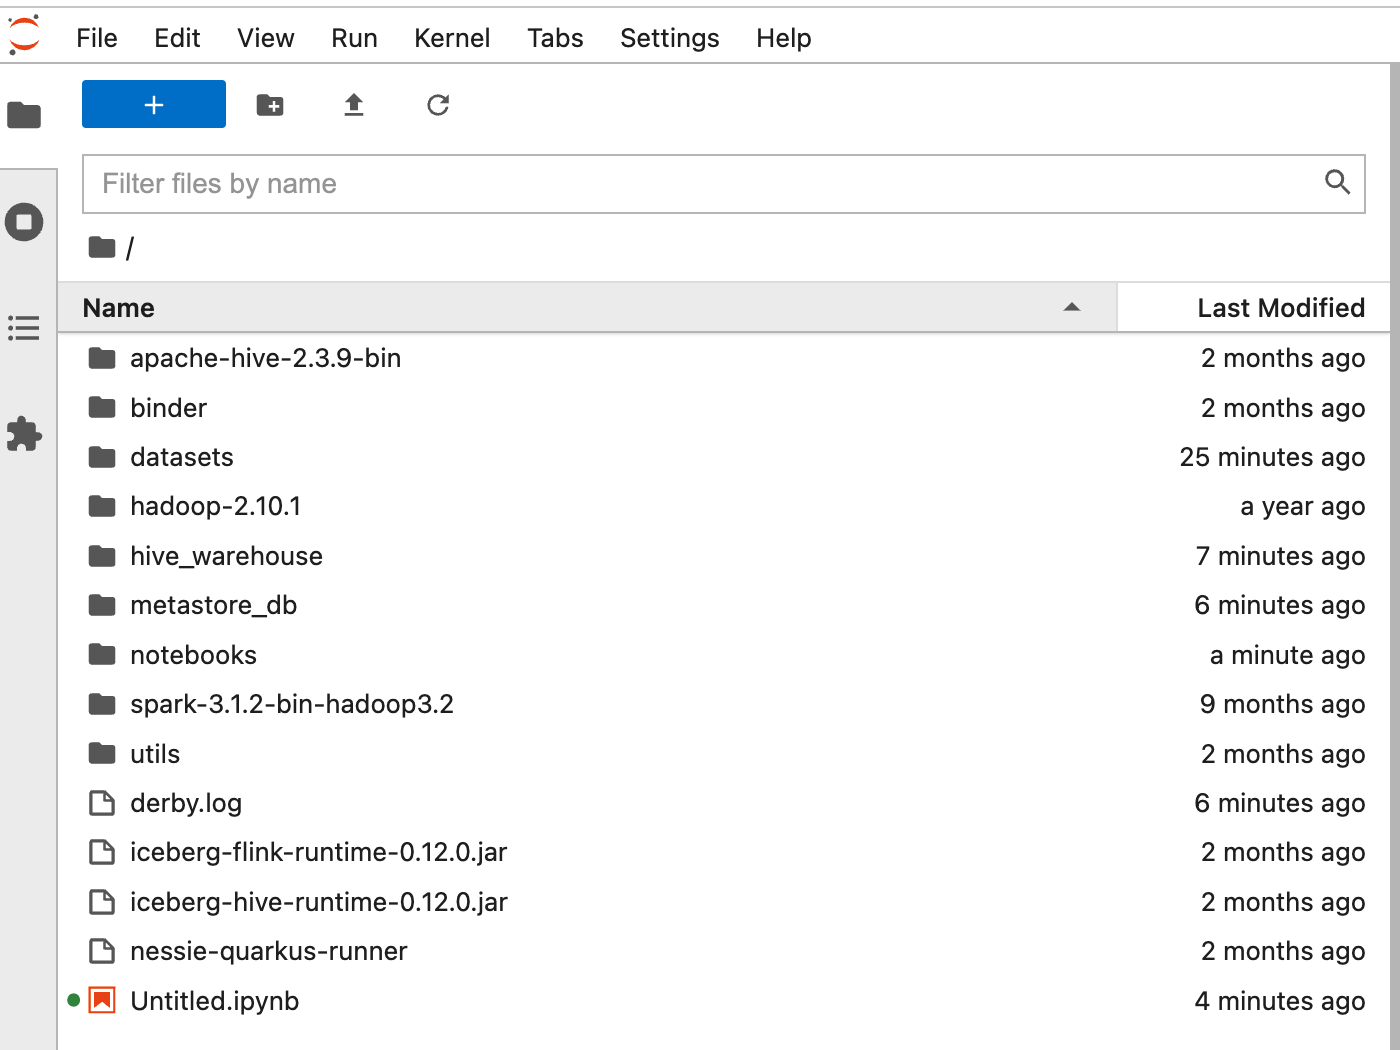 File Edit View Run Kernel Tabs Settings Help
+
Filter files by name
/
Name Last Modified
apache-hive-2.3.9-bin 2 months ago
binder 2 months ago
datasets 25 minutes ago
hadoop-2.10.1 a year ago
hive_warehouse 7 minutes ago
metastore_db 6 minutes ago
notebooks a minute ago
spark-3.1.2-bin-hadoop3.2 9 months ago
utils 2 months ago
derby.log 6 minutes ago
iceberg-flink-runtime-0.12.0.jar 2 months ago
iceberg-hive-runtime-0.12.0.jar 2 months ago
nessie-quarkus-runner 2 months ago
Untitled.ipynb 4 minutes ago